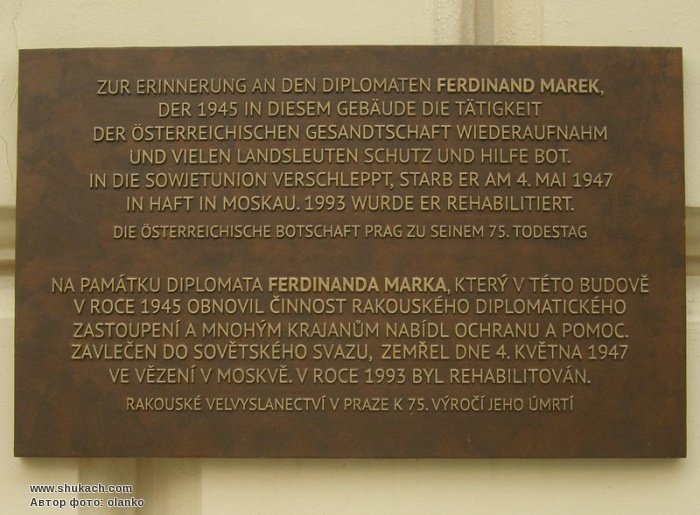 ZUR ERINNERUNG AN DEN DIPLOMATEN FERDINAND MAREK,
DER 1945 IN DIESEM GEBÄUDE DIE TÄTIGKEIT
DER ÖSTERREICHISCHEN GESANDTSCHAFT WIEDERAUFNAHM
UND VIELEN LANDSLEUTEN SCHUTZ UND HILFE BOT.
IN DIE SOWJETUNION VERSCHLEPPT, STARB ER AM 4. MAI 1947
IN HAFT IN MOSKAU. 1993 WURDE ER REHABILITIERT.
DIE ÖSTERREICHISCHE BOTSCHAFT PRAG ZU SEINEM 75. TODESTAG
NA PAMÁTKU DIPLOMATA FERDINANDA MARKA, KTERÝ V TÉTO BUDOVĚ
V ROCE 1945 OBNOVIL ČINNOST RAKOUSKÉHO DIPLOMATICKÉHO
ZASTOUPENÍ A MNOHÝM KRAJANŮM NABÍDL OCHRANU A POMOC.
ZAVLEČEN DO SOVĚTSKÉHO SVAZU, ZEMŘEL DNE 4. KVĚTNA 1947
VE VĚZENÍ V MOSKVĚ. V ROCE 1993 BYL REHABILITOVÁN.
RAKOUSKÉ VELVYSLANECTVÍ V PRAZE K 75. VÝROČÍ JEHO ÚMRTÍ
www.shukach.com
Автор фото: olanko